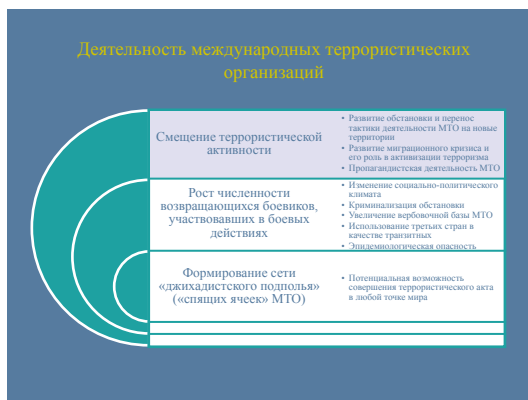 Деятельность международных террористических
организаций
Смещение террористической
активности
• Развитие обстановки и перенос
тактики деятельности МТО на новые
территории
• Развитие миграционного кризиса и
его роль в активизации терроризма
• Пропагандистская деятельность МТО
Рост численности
возвращающихся боевиков,
участвовавших в боевых
действиях
• Изменение социально-политического
климата
• Криминализация обстановки
• Увеличение вербовочной базы МТО
• Использование третьих стран в
качестве транзитных
• Эпидемиологическая опасность
Формирование сети
«джихадистского подполья»
(«спящих ячеек» МТО)
• Потенциальная возможность
совершения террористического акта
в любой точке мира